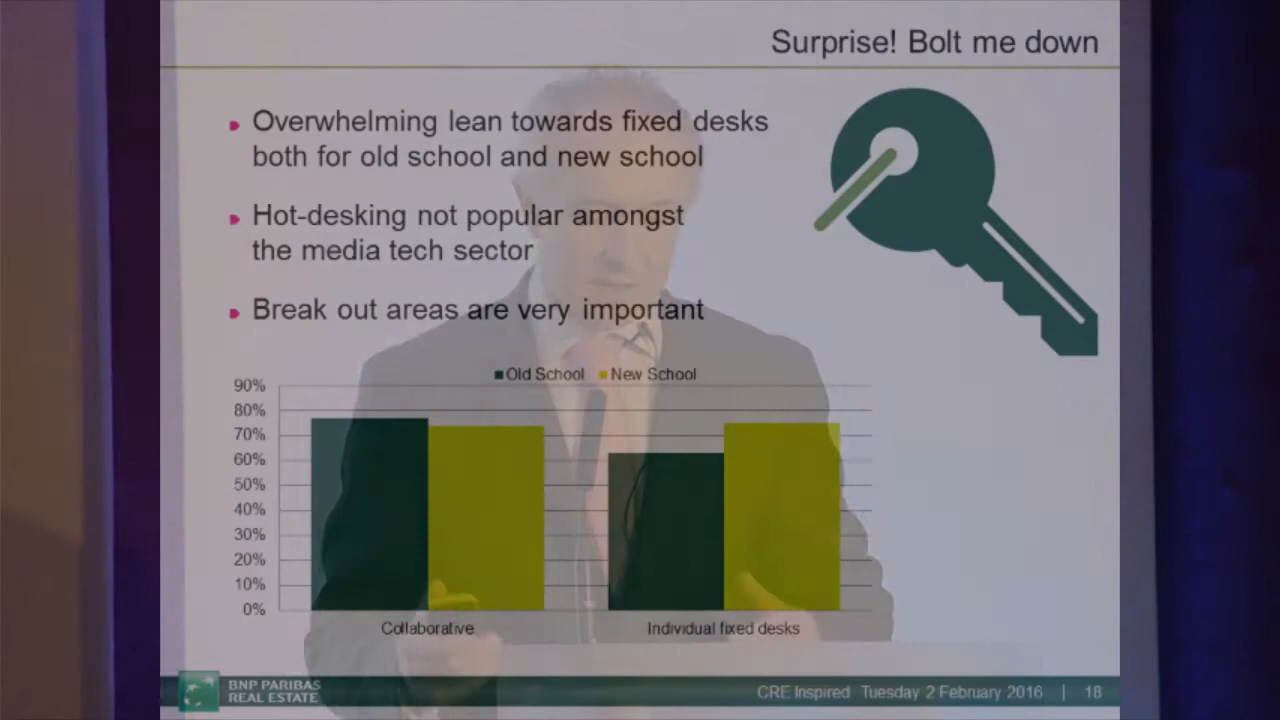 Surprise! Bolt me down
Overwhelming lean towards fixed desks
both for old school and new school
Hot-desking not popular amongst
the media tech sector
Break out areas are very important
Old School New School
90%
80%
70%
60%
50%
40%
30%
20%
10%
0%
Collaborative Individual fixed desks
BNP PARIBAS
REAL ESTATE
CRE Inspired Tuesday 2 February 2016 | 18